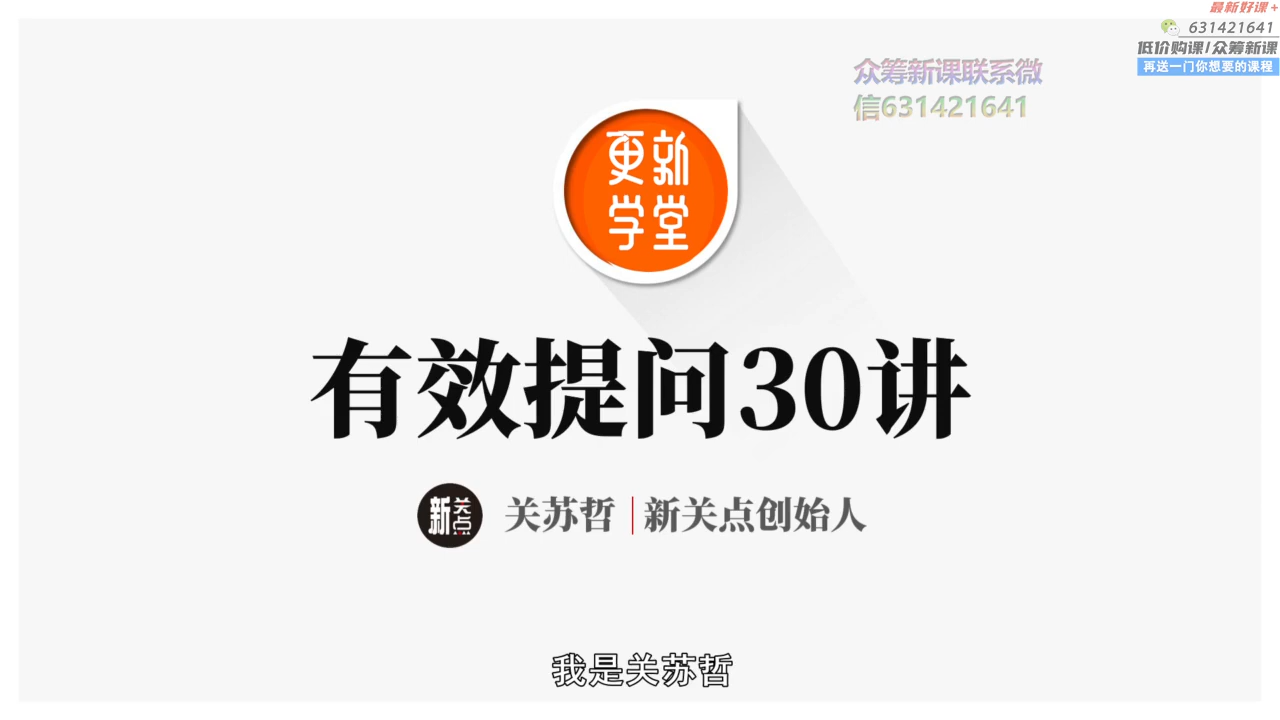 最新好课+
631421641
低价购课/众筹新课
再送一门你想要的课程
众筹新课联系微
信631421641
更新
学堂
有效提问30讲
新关点
关苏哲|新关点创始人
我是关苏哲